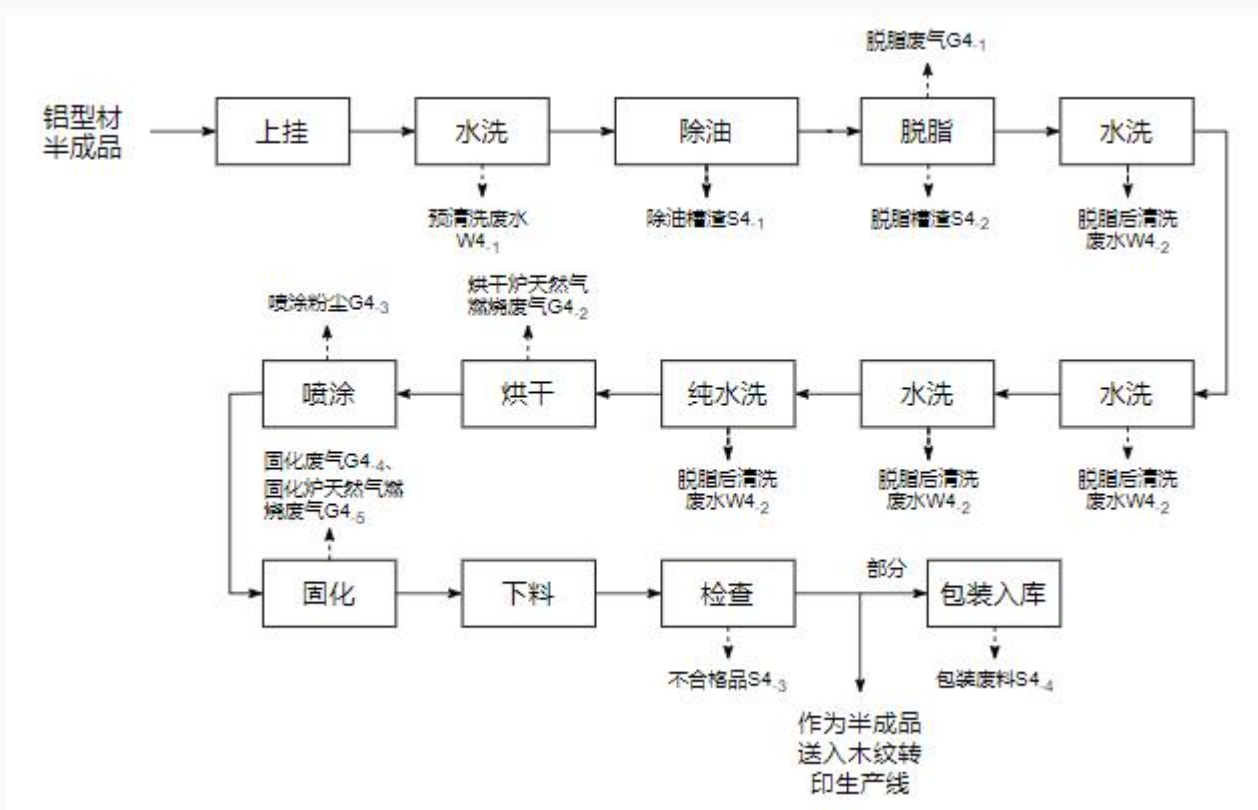 脱脂废气G4-1
铝型材
半成品
上挂
水洗
除油
脱脂
水洗
预清洗废水
W4-1
除油槽渣S4-1
脱脂槽渣S4-2
脱脂后清洗
废水W4-2
喷涂粉尘G4-3
烘干炉天然气
燃烧废气G4-2
喷涂
烘干
纯水洗
水洗
水洗
脱脂后清洗
废水W4-2
脱脂后清洗
废水W4-2
脱脂后清洗
废水W4-2
固化废气G4-4、
固化炉天然气燃
烧废气G4-5
固化
下料
检查
部分
包装入库
不合格品S4-3
包装废料S4-4
作为半成品
送入木纹转
印生产线